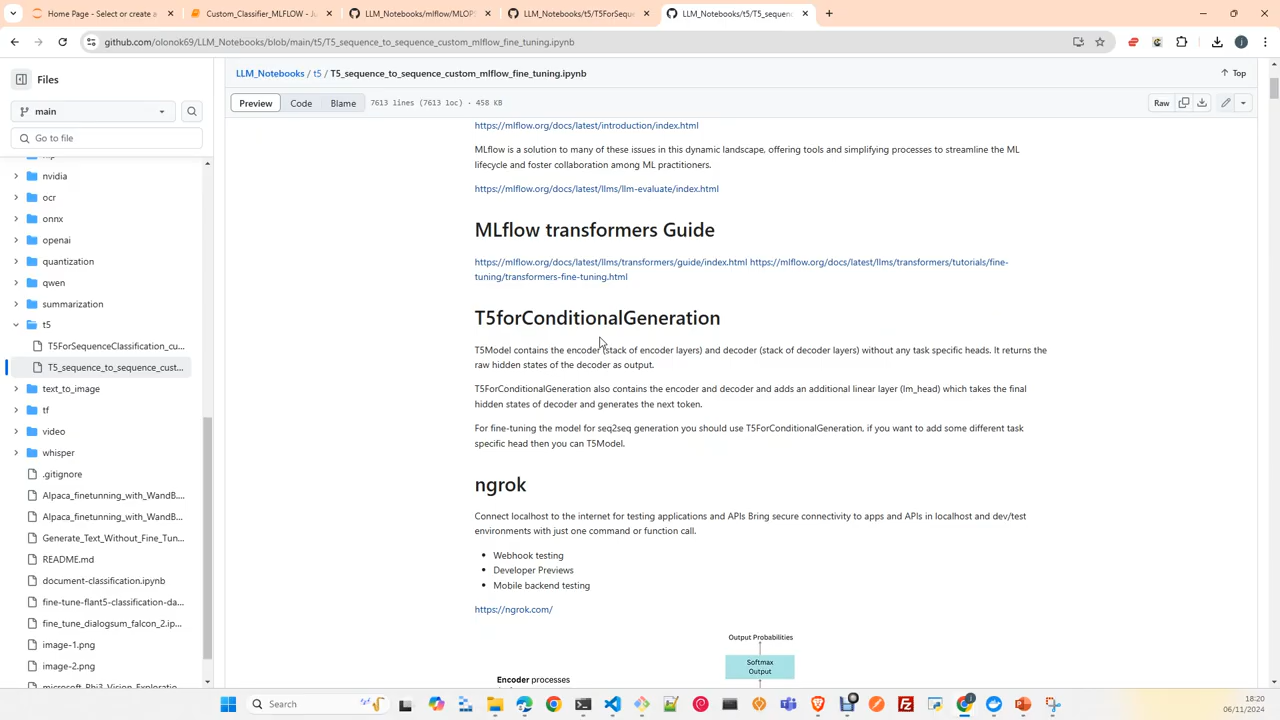 Home Page - Select or create a
Custom_Classifier_MLFLOW - Ju
LLM_Notebooks/mlflow/MLOPS
LLM_Notebooks/t5/T5ForSeque
LLM_Notebooks/t5/T5_sequenc
github.com/olonok69/LLM_Notebooks/blob/main/t5/T5_sequence_to_sequence_custom_mlflow_fine_tuning.ipynb
Files
LLM_Notebooks / t5 / T5_sequence_to_sequence_custom_mlflow_fine_tuning.ipynb
Top
main
Preview Code Blame 7613 lines (7613 loc) · 458 KB
Raw
Go to file
nvidia
ocr
onnx
openai
quantization
qwen
summarization
t5
T5ForSequenceClassification_cu...
T5_sequence_to_sequence_cust...
text_to_image
tf
video
whisper
.gitignore
Alpaca_finetunning_with_WandB....
Alpaca_finetunning_with_WandB...
Generate_Text_Without_Fine_Tun...
README.md
document-classification.ipynb
fine-tune-flant5-classification-da...
fine_tune_dialogsum_falcon_2.ip...
image-1.png
image-2.png
microsoft_Phi3_Vision_Exploratio...
https://mlflow.org/docs/latest/introduction/index.html
MLflow is a solution to many of these issues in this dynamic landscape, offering tools and simplifying processes to streamline the ML
lifecycle and foster collaboration among ML practitioners.
https://mlflow.org/docs/latest/llms/llm-evaluate/index.html
MLflow transformers Guide
https://mlflow.org/docs/latest/llms/transformers/guide/index.html https://mlflow.org/docs/latest/llms/transformers/tutorials/fine-
tuning/transformers-fine-tuning.html
T5forConditionalGeneration
T5Model contains the encoder (stack of encoder layers) and decoder (stack of decoder layers) without any task specific heads. It returns the
raw hidden states of the decoder as output.
T5ForConditionalGeneration also contains the encoder and decoder and adds an additional linear layer (lm_head) which takes the final
hidden states of decoder and generates the next token.
For fine-tuning the model for seq2seq generation you should use T5ForConditionalGeneration, if you want to add some different task
specific head then you can T5Model.
ngrok
Connect localhost to the internet for testing applications and APIs Bring secure connectivity to apps and APIs in localhost and dev/test
environments with just one command or function call.
Webhook testing
Developer Previews
Mobile backend testing
https://ngrok.com/
Output Probabilities
Softmax
Output
Encoder processes
Search
18:20
06/11/2024